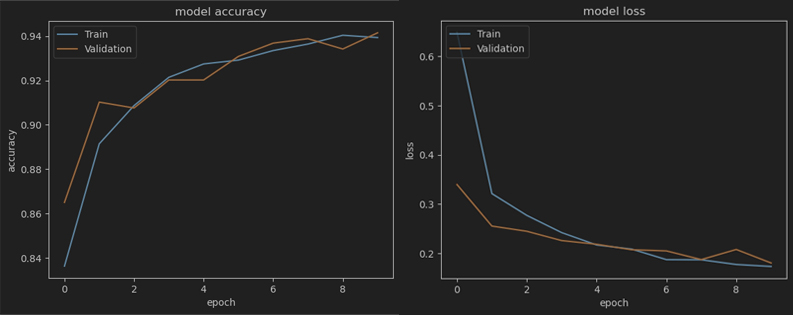 model accuracy
Train
Validation
0.94
0.92
0.90
0.88
0.86
0.84
accuracy
0 2 4 6 8
epoch
model loss
Train
Validation
0.6
0.5
0.4
0.3
0.2
loss
0 2 4 6 8
epoch